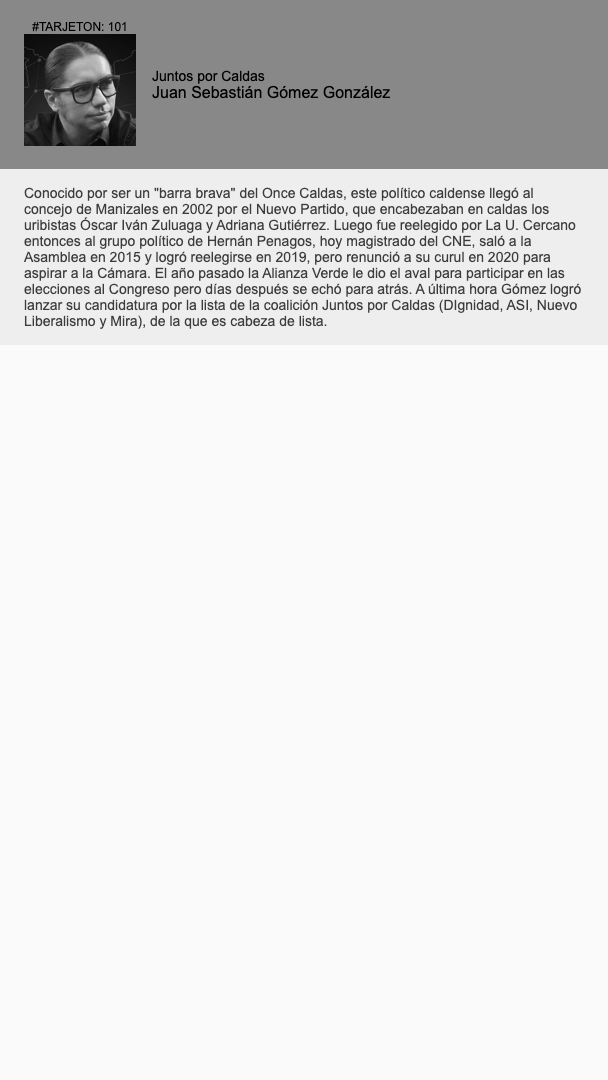 #TARJETON: 101
Juntos por Caldas
Juan Sebastián Gómez González
Conocido por ser un "barra brava" del Once Caldas, este político caldense llegó al
concejo de Manizales en 2002 por el Nuevo Partido, que encabezaban en caldas los
uribistas Óscar Iván Zuluaga y Adriana Gutiérrez. Luego fue reelegido por La U. Cercano
entonces al grupo político de Hernán Penagos, hoy magistrado del CNE, saló a la
Asamblea en 2015 y logró reelegirse en 2019, pero renunció a su curul en 2020 para
aspirar a la Cámara. El año pasado la Alianza Verde le dio el aval para participar en las
elecciones al Congreso pero días después se echó para atrás. A última hora Gómez logró
lanzar su candidatura por la lista de la coalición Juntos por Caldas (DIgnidad, ASI, Nuevo
Liberalismo y Mira), de la que es cabeza de lista.